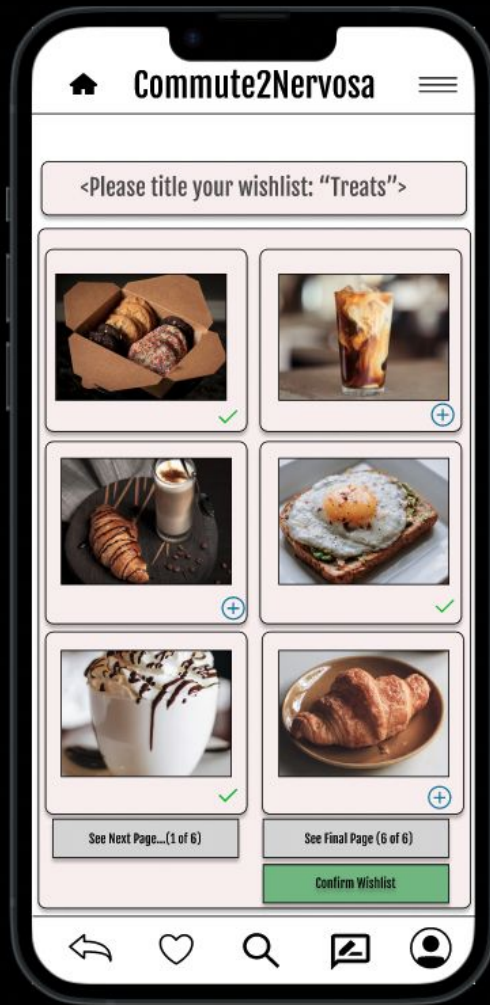 Commute2Nervosa
<Please title your wishlist: “Treats”>
See Next Page...(1 of 6)
See Final Page (6 of 6)
Confirm Wishlist